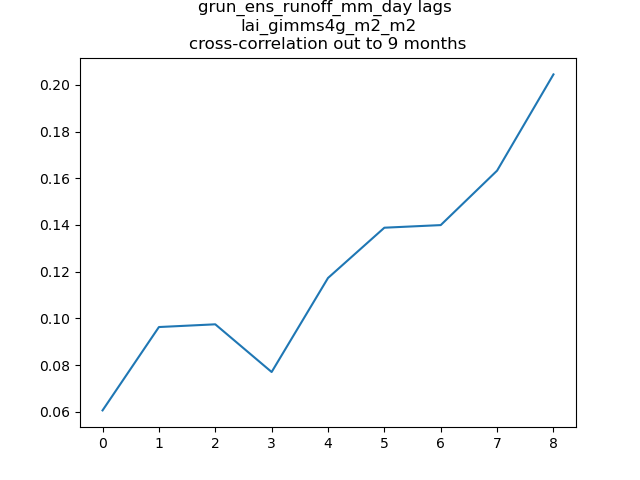 grun_ens_runoff_mm_day lags
lai_gimms4g_m2_m2
cross-correlation out to 9 months
0.20
0.18
0.16
0.14
0.12
0.10
0.08
0.06
0 1 2 3 4 5 6 7 8